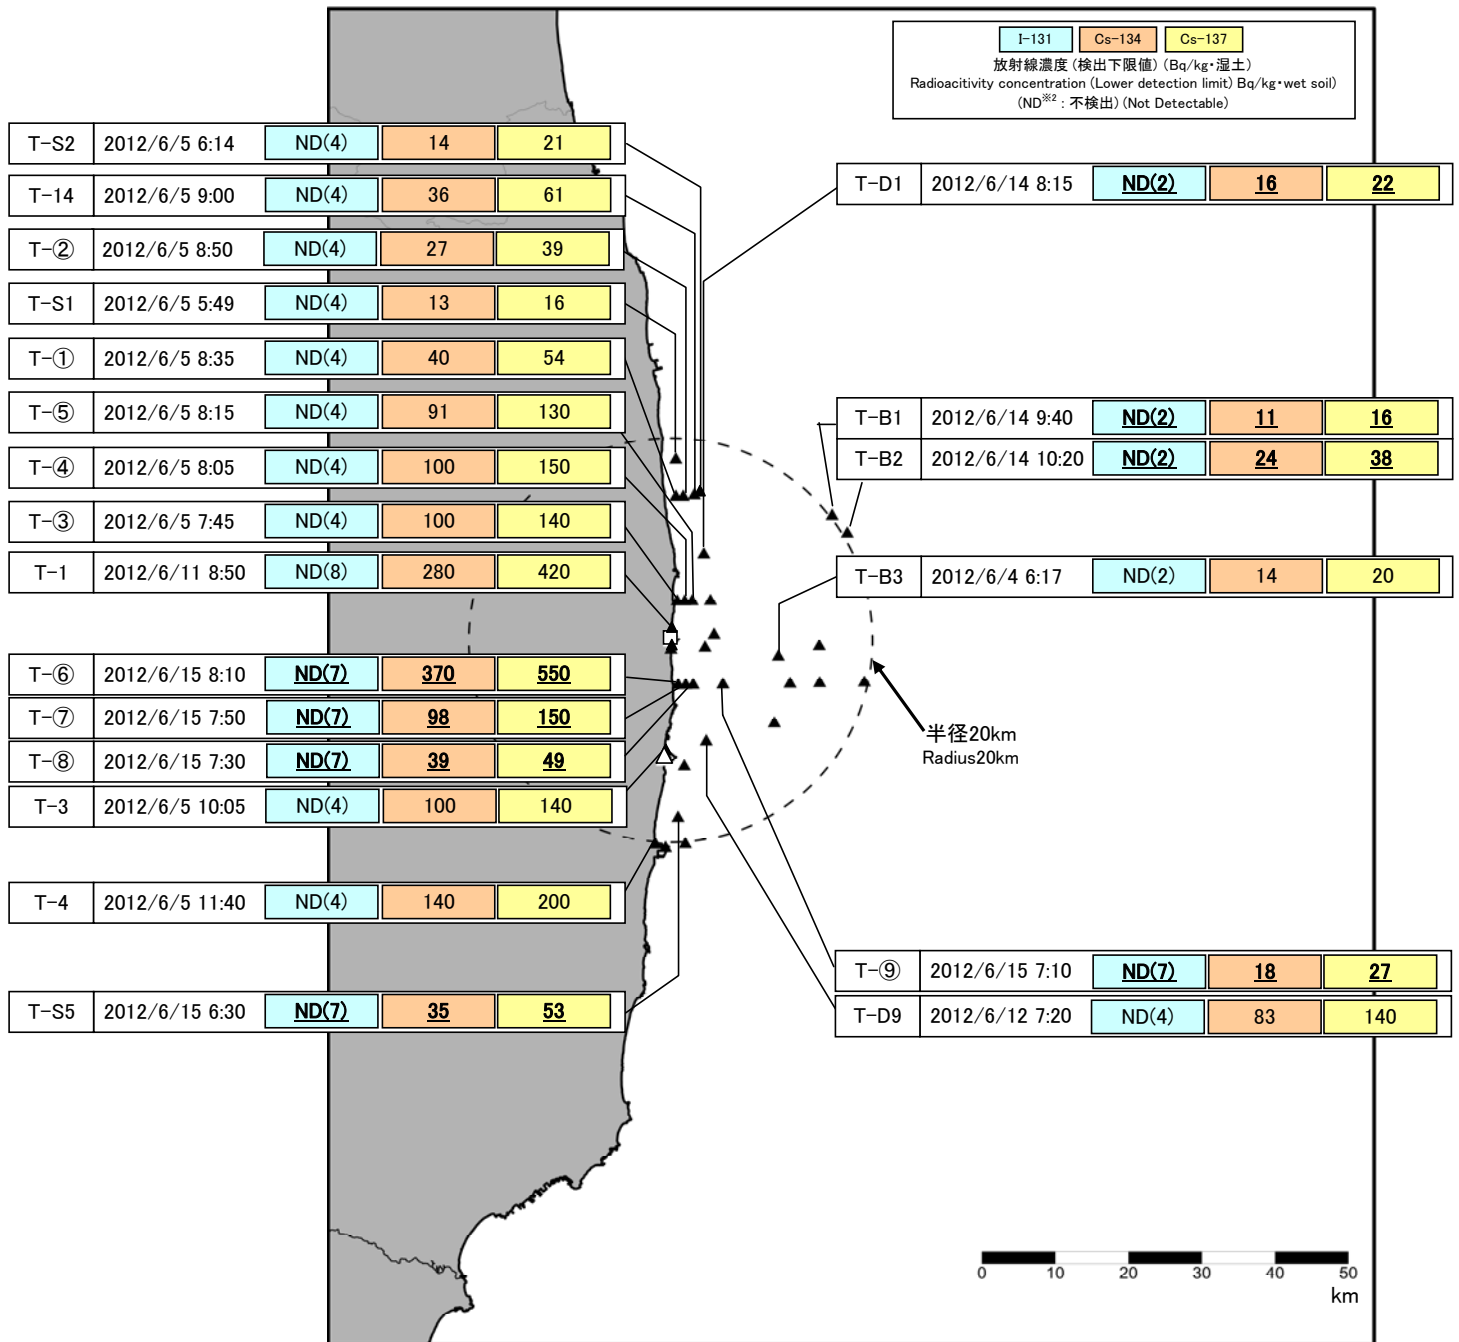 I-131 Cs-134 Cs-137
放射線濃度 (検出下限値) (Bq/kg・湿土)
Radioacitivity concentration (Lower detection limit) Bq/kg・wet soil)
(ND※2 : 不検出) (Not Detectable)
T-S2 2012/6/5 6:14 ND(4) 14 21
T-14 2012/6/5 9:00 ND(4) 36 61
T-② 2012/6/5 8:50 ND(4) 27 39
T-S1 2012/6/5 5:49 ND(4) 13 16
T-① 2012/6/5 8:35 ND(4) 40 54
T-⑤ 2012/6/5 8:15 ND(4) 91 130
T-④ 2012/6/5 8:05 ND(4) 100 150
T-③ 2012/6/5 7:45 ND(4) 100 140
T-1 2012/6/11 8:50 ND(8) 280 420
T-⑥ 2012/6/15 8:10 ND(7) 370 550
T-⑦ 2012/6/15 7:50 ND(7) 98 150
T-⑧ 2012/6/15 7:30 ND(7) 39 49
T-3 2012/6/5 10:05 ND(4) 100 140
T-4 2012/6/5 11:40 ND(4) 140 200
T-S5 2012/6/15 6:30 ND(7) 35 53
T-D1 2012/6/14 8:15 ND(2) 16 22
T-B1 2012/6/14 9:40 ND(2) 11 16
T-B2 2012/6/14 10:20 ND(2) 24 38
T-B3 2012/6/4 6:17 ND(2) 14 20
半径20km
Radius20km
T-⑨ 2012/6/15 7:10 ND(7) 18 27
T-D9 2012/6/12 7:20 ND(4) 83 140
0 10 20 30 40 50
km